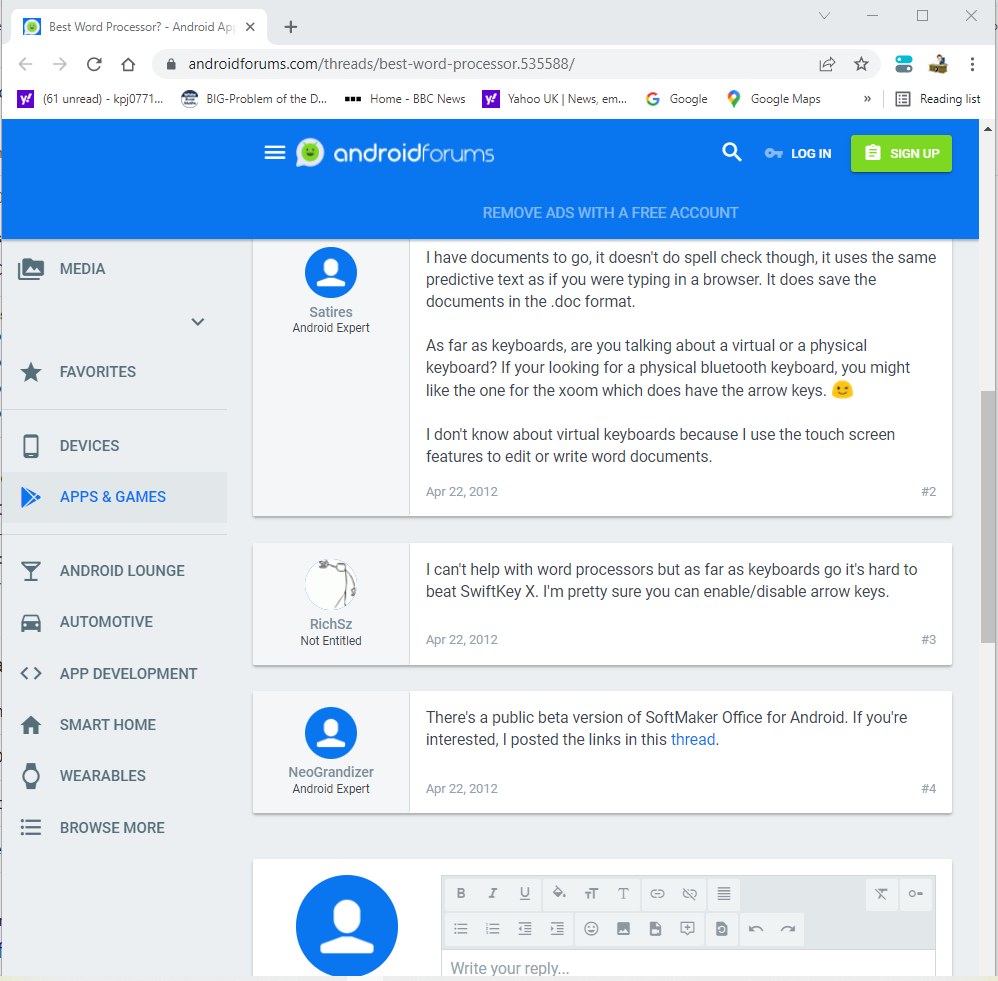 Best Word Processor? - Android Ap
androidforums.com/threads/best-word-processor.535588/
(61 unread) - kpj0771...
BIG-Problem of the D...
Home - BBC News
Yahoo UK | News, em...
Google
Google Maps
»
Reading list
androidforums
LOG IN
SIGN UP
REMOVE ADS WITH A FREE ACCOUNT
MEDIA
FAVORITES
DEVICES
APPS & GAMES
ANDROID LOUNGE
AUTOMOTIVE
APP DEVELOPMENT
SMART HOME
WEARABLES
BROWSE MORE
Satires
Android Expert
I have documents to go, it doesn't do spell check though, it uses the same
predictive text as if you were typing in a browser. It does save the
documents in the .doc format.
As far as keyboards, are you talking about a virtual or a physical
keyboard? If your looking for a physical bluetooth keyboard, you might
like the one for the xoom which does have the arrow keys.
I don't know about virtual keyboards because I use the touch screen
features to edit or write word documents.
Apr 22, 2012 #2
RichSz
Not Entitled
I can't help with word processors but as far as keyboards go it's hard to
beat SwiftKey X. I'm pretty sure you can enable/disable arrow keys.
Apr 22, 2012 #3
NeoGrandizer
Android Expert
There's a public beta version of SoftMaker Office for Android. If you're
interested, I posted the links in this thread.
Apr 22, 2012 #4
B I U TT T
Write your reply...